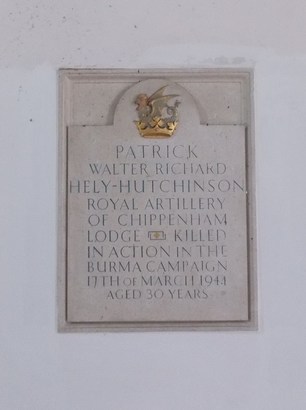 PATRICK
WALTER RICHARD
HELY-HUTCHINSON
ROYAL ARTILLERY
OF CHIPPENHAM
LODGE KILLED
IN ACTION IN THE
BURMA CAMPAIGN
17TH OF MARCH 1944
AGED 30 YEARS